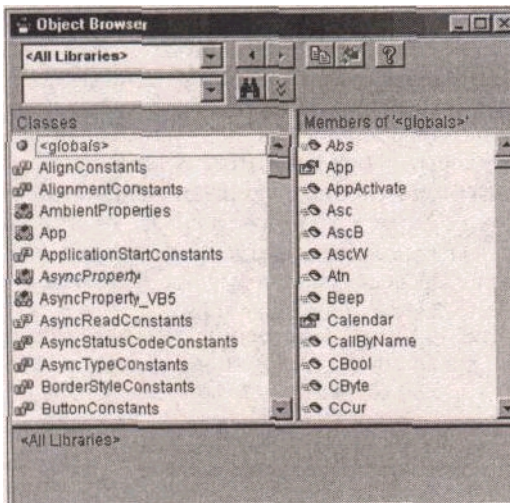 Object Browser
<All Libraries>
Classes
<globals>
AlignConstants
AlignmentConstants
AmbientProperties
App
ApplicationStartConstants
AsyncProperty
AsyncProperty_VB5
AsyncReadConstants
AsyncStatusCodeConstants
AsyncTypeConstants
BorderStyleConstants
ButtonConstants
Members of '<globals>'
Abs
App
AppActivate
Asc
AscB
AscW
Atn
Beep
Calendar
CallByName
CBool
CByte
CCur
<All Libraries>